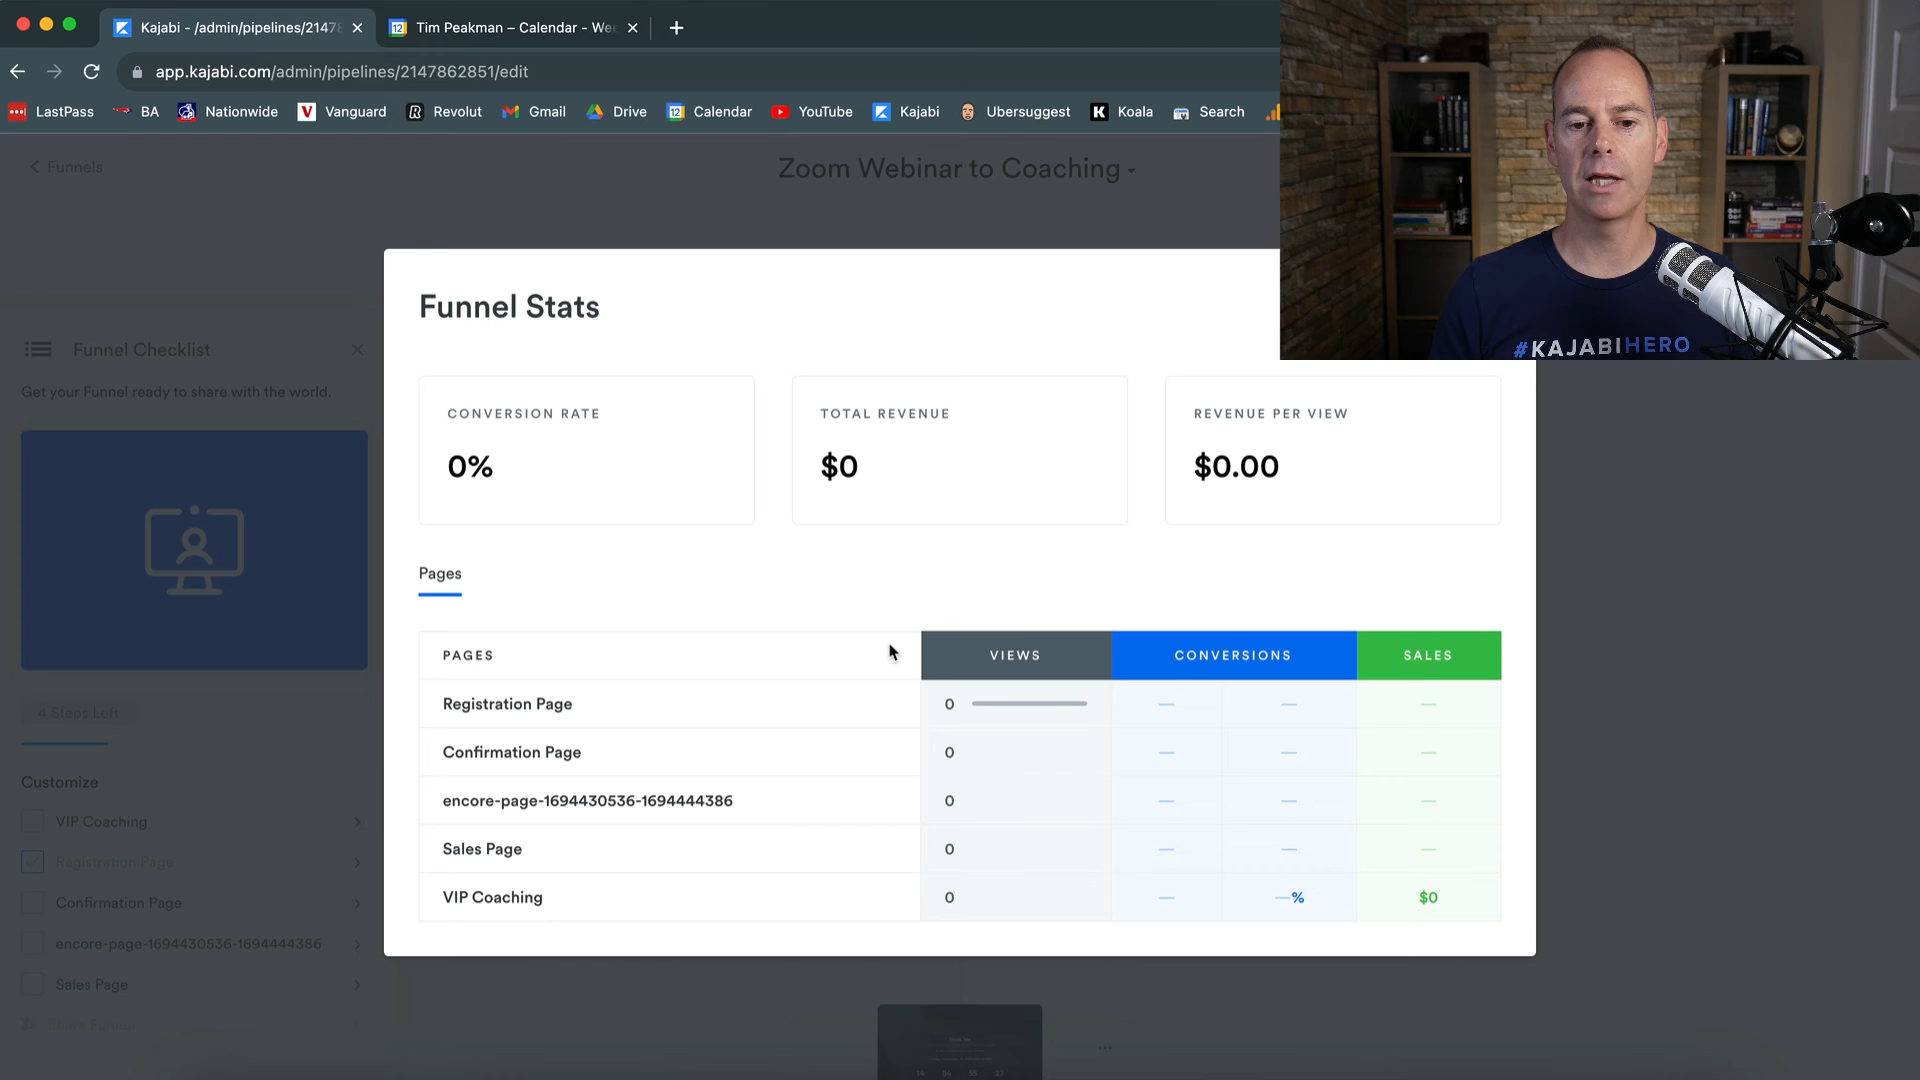 Kajabi - /admin/pipelines/2147
Tim Peakman – Calendar - We
app.kajabi.com/admin/pipelines/2147862851/edit
LastPass
BA
Nationwide
Vanguard
Revolut
Gmail
Drive
Calendar
YouTube
Kajabi
Ubersuggest
Koala
Search
Funnels
Zoom Webinar to Coaching
#KAJABIHERO
Funnel Checklist
Get your Funnel ready to share with the world.
4 Steps Left
Customize
VIP Coaching
Registration Page
Confirmation Page
encore-page-1694430536-1694444386
Sales Page
Funnel Stats
CONVERSION RATE
0%
TOTAL REVENUE
$0
REVENUE PER VIEW
$0.00
Pages
PAGES VIEWS CONVERSIONS SALES
Registration Page 0 — — —
Confirmation Page 0 — — —
encore-page-1694430536-1694444386 0 — — —
Sales Page 0 — — —
VIP Coaching 0 — —% $0